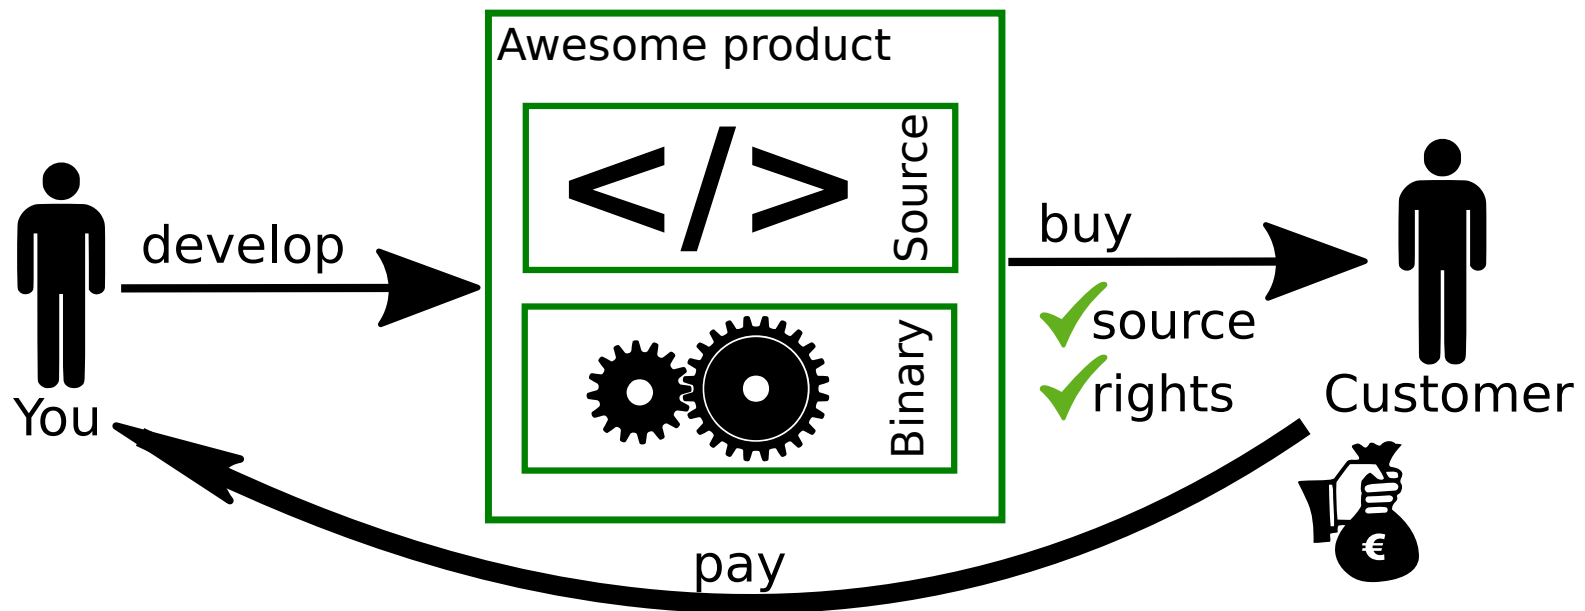 Awesome product
</>
Source
Binary
You
develop
buy
source
rights
Customer
€
pay